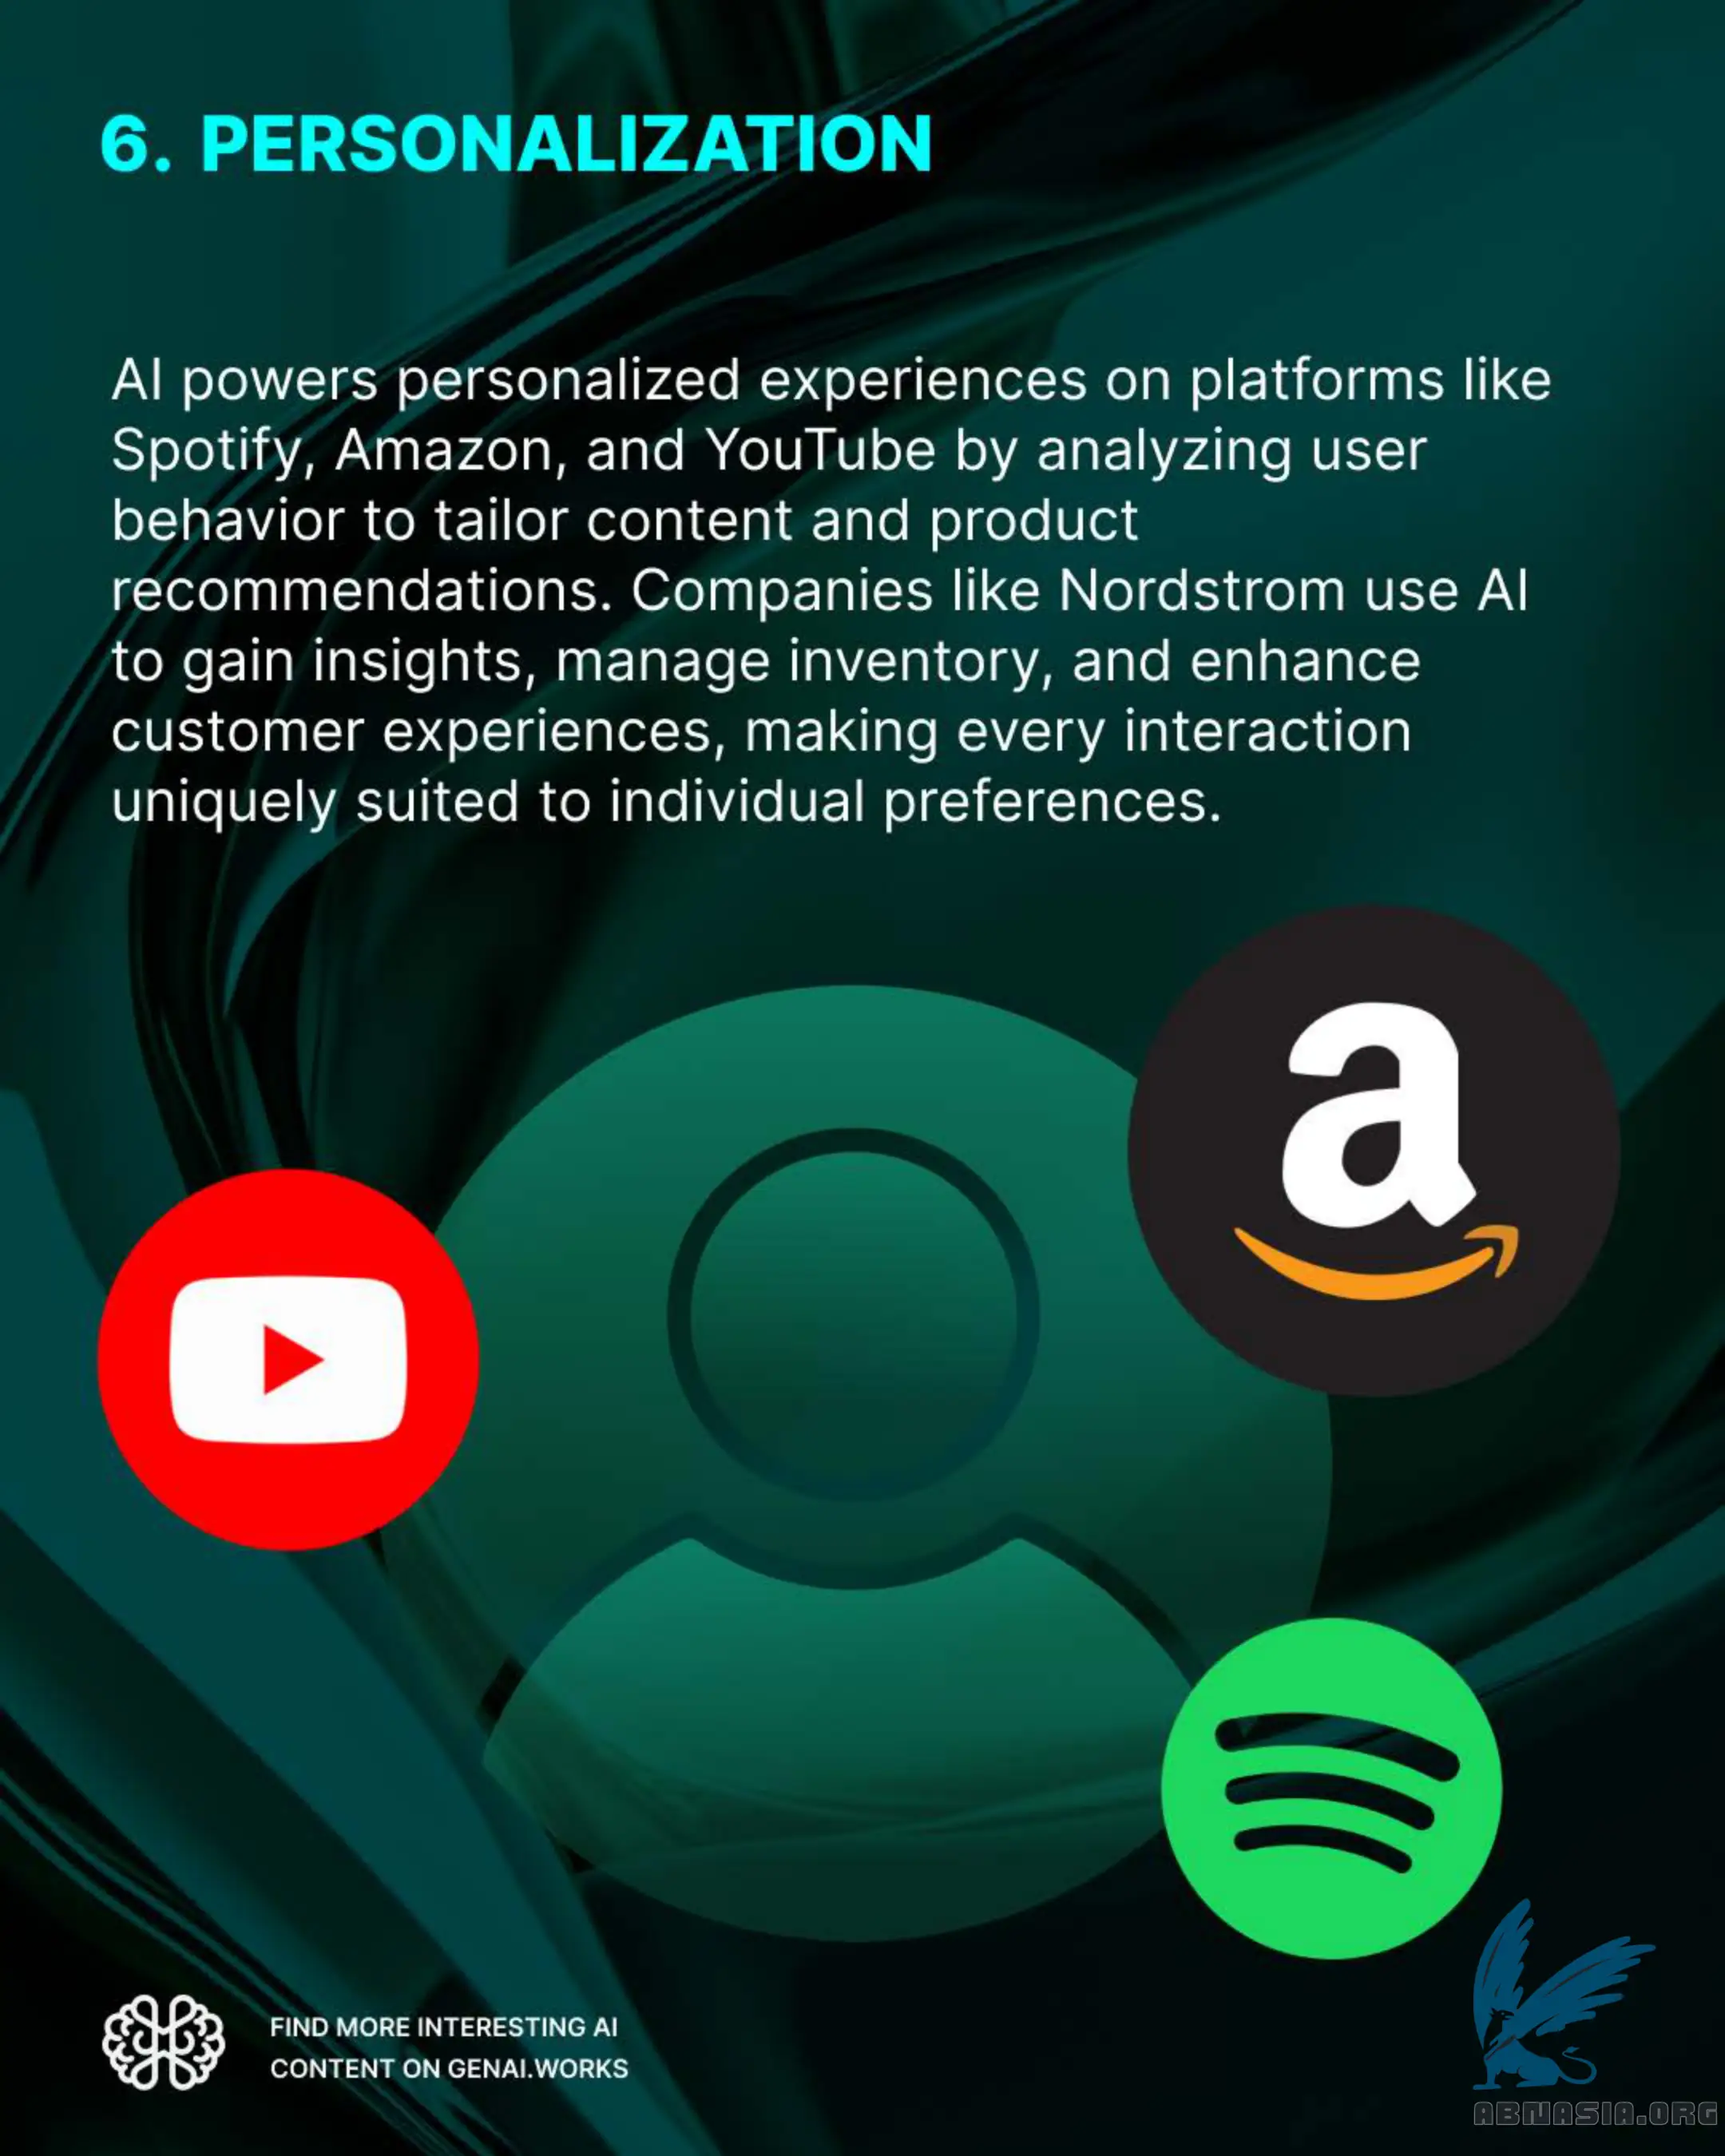 6. PERSONALIZATION
AI powers personalized experiences on platforms like
Spotify, Amazon, and YouTube by analyzing user
behavior to tailor content and product
recommendations. Companies like Nordstrom use AI
to gain insights, manage inventory, and enhance
customer experiences, making every interaction
uniquely suited to individual preferences.
a
FIND MORE INTERESTING AI
CONTENT ON GENAI.WORKS
ABNASIA.ORG